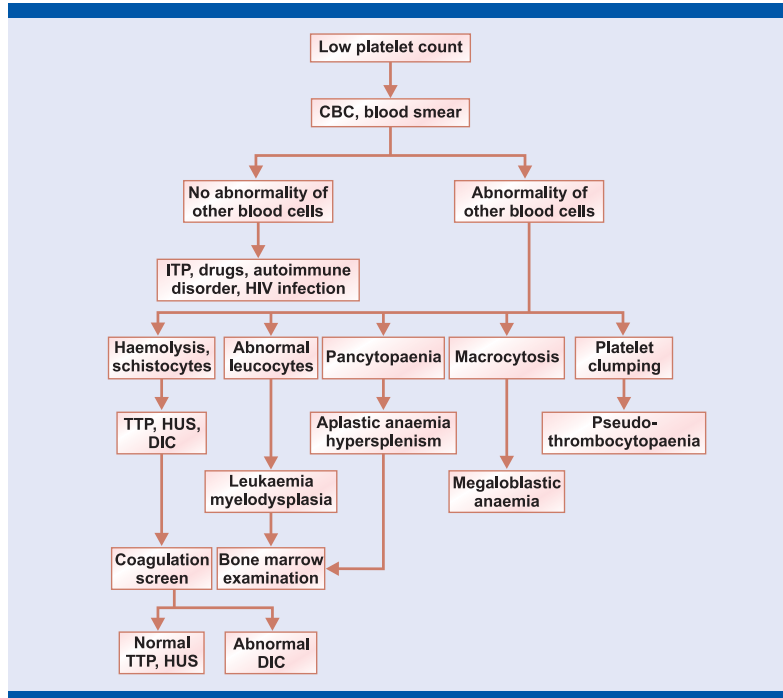 Low platelet count
CBC, blood smear
No abnormality of
other blood cells
Abnormality of
other blood cells
ITP, drugs, autoimmune
disorder, HIV infection
Haemolysis,
schistocytes
Abnormal
leucocytes
Pancytopaenia
Macrocytosis
Platelet
clumping
TTP, HUS,
DIC
Aplastic anaemia
hypersplenism
Pseudo-
thrombocytopaenia
Leukaemia
myelodysplasia
Megaloblastic
anaemia
Coagulation
screen
Bone marrow
examination
Normal
TTP, HUS
Abnormal
DIC